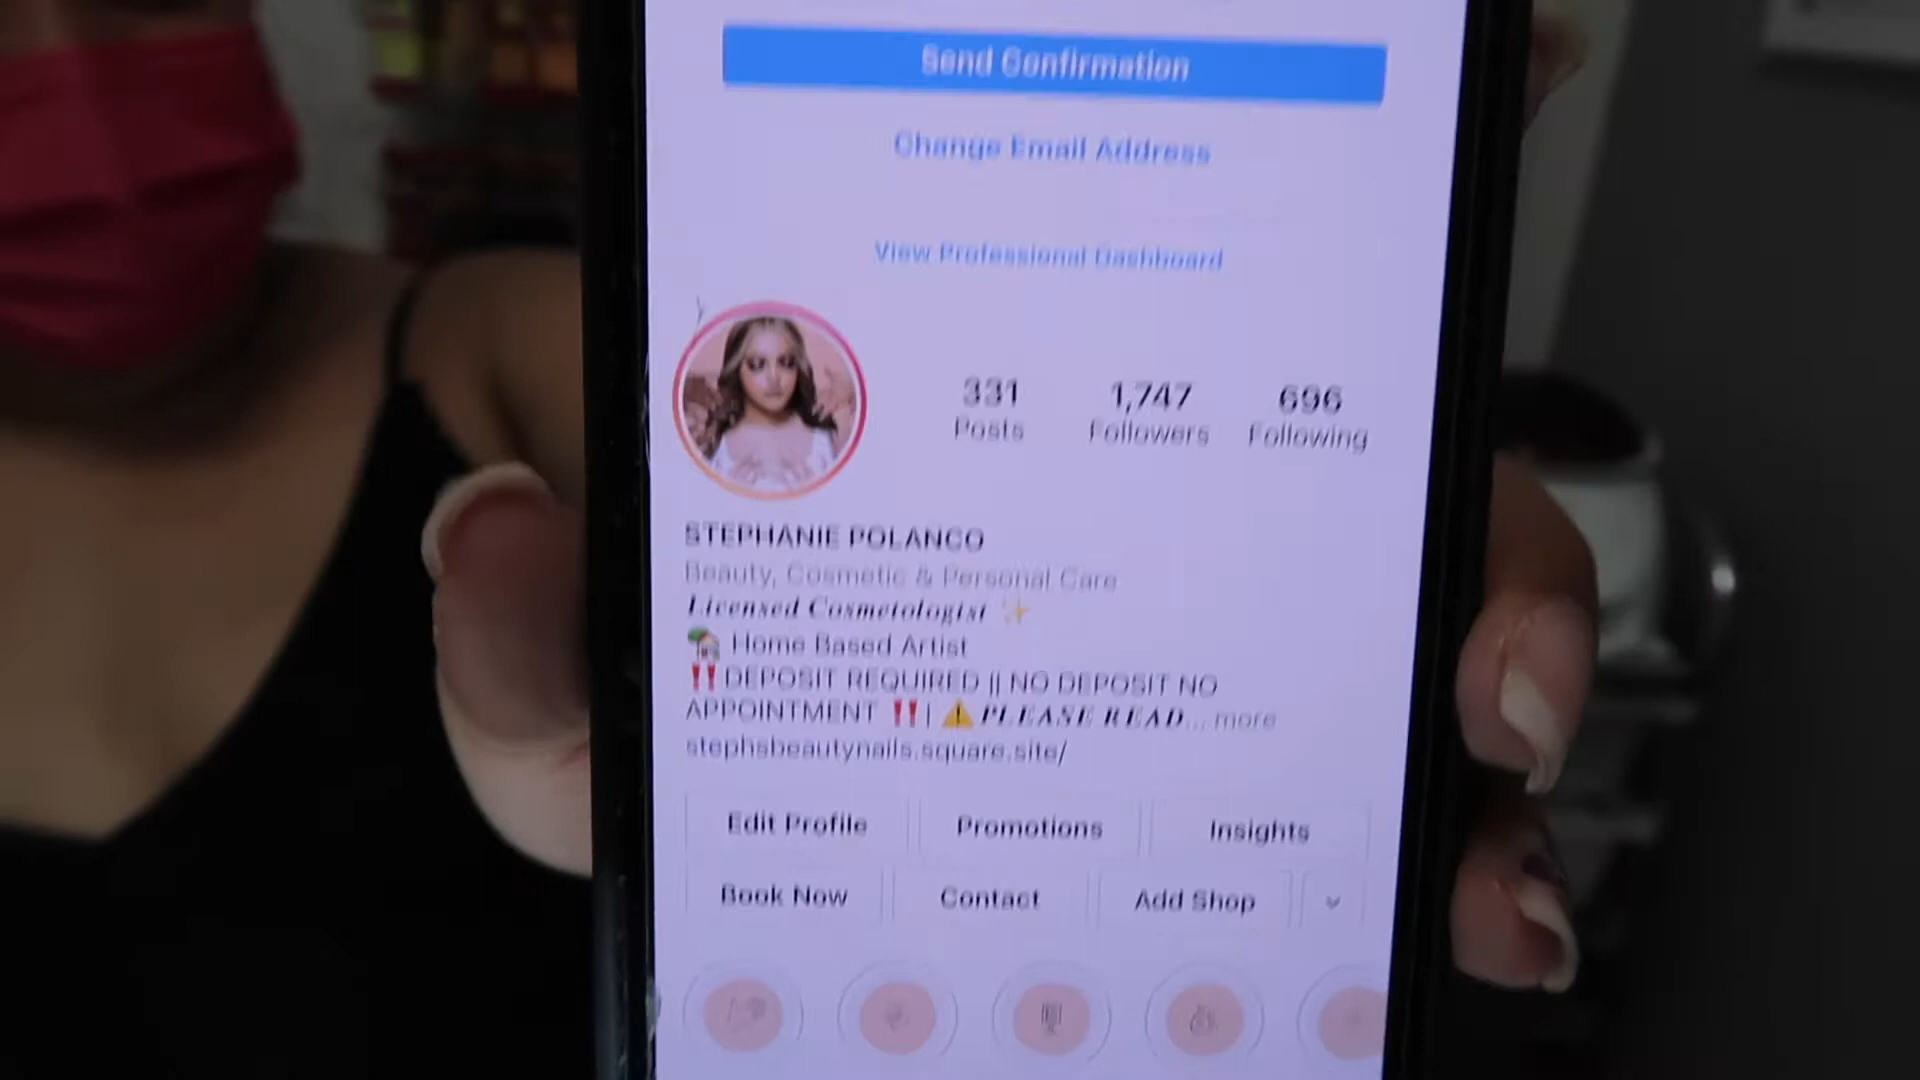 Send Confirmation
Change Email Address
View Professional Dashboard
331 1,747 696
Posts Followers Following
STEPHANIE POLANCO
Beauty, Cosmetic & Personal Care
Licensed Cosmetologist ✨
🏡 Home Based Artist
‼️DEPOSIT REQUIRED || NO DEPOSIT NO
APPOINTMENT ‼️| ⚠️PLEASE READ... more
stephsbeautynails.square.site/
Edit Profile Promotions Insights
Book Now Contact Add Shop